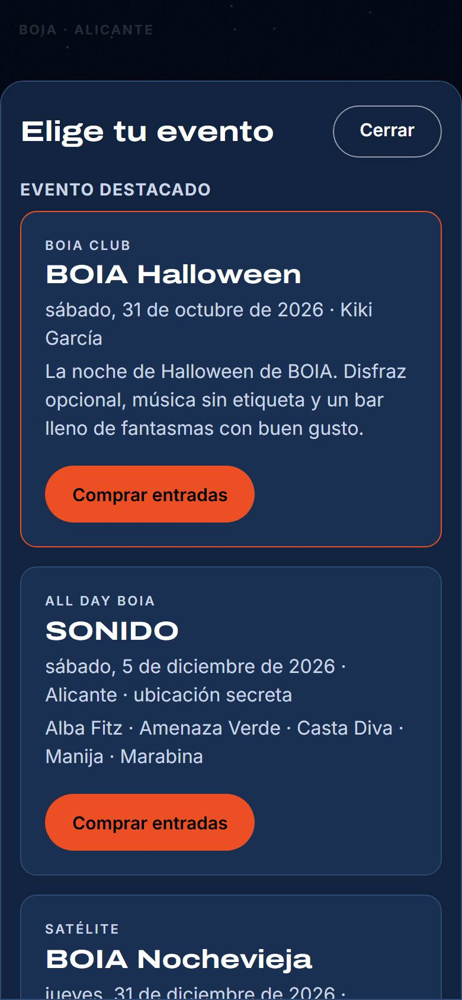 BOIA · ALICANTE
Elige tu evento
Cerrar
EVENTO DESTACADO
BOIA CLUB
BOIA Halloween
sábado, 31 de octubre de 2026 · Kiki
García
La noche de Halloween de BOIA. Disfraz
opcional, música sin etiqueta y un bar
lleno de fantasmas con buen gusto.
Comprar entradas
ALL DAY BOIA
SONIDO
sábado, 5 de diciembre de 2026 ·
Alicante · ubicación secreta
Alba Fitz · Amenaza Verde · Casta Diva ·
Manija · Marabina
Comprar entradas
SATÉLITE
BOIA Nochevieja
jueves, 31 de diciembre de 2026 ·